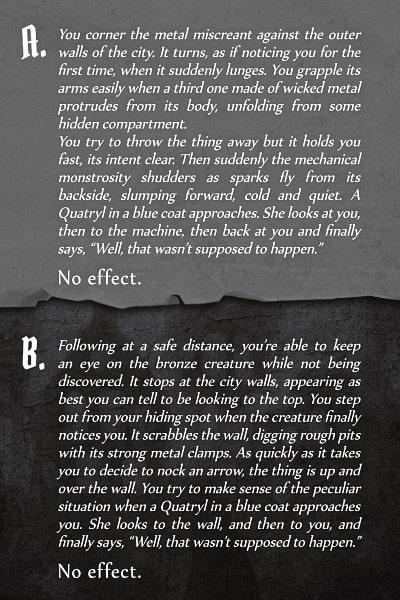 A. You corner the metal miscreant against the outer
walls of the city. It turns, as if noticing you for the
first time, when it suddenly lunges. You grapple its
arms easily when a third one made of wicked metal
protrudes from its body, unfolding from some
hidden compartment.
You try to throw the thing away but it holds you
fast, its intent clear. Then suddenly the mechanical
monstrosity shudders as sparks fly from its
backside, slumping forward, cold and quiet. A
Quatryl in a blue coat approaches. She looks at you,
then to the machine, then back at you and finally
says, “Well, that wasn’t supposed to happen.”
No effect.
B. Following at a safe distance, you’re able to keep
an eye on the bronze creature while not being
discovered. It stops at the city walls, appearing as
best you can tell to be looking to the top. You step
out from your hiding spot when the creature finally
notices you. It scrabbles the wall, digging rough pits
with its strong metal clamps. As quickly as it takes
you to decide to nock an arrow, the thing is up and
over the wall. You try to make sense of the peculiar
situation when a Quatryl in a blue coat approaches
you. She looks to the wall, and then to you, and
finally says, “Well, that wasn’t supposed to happen.”
No effect.